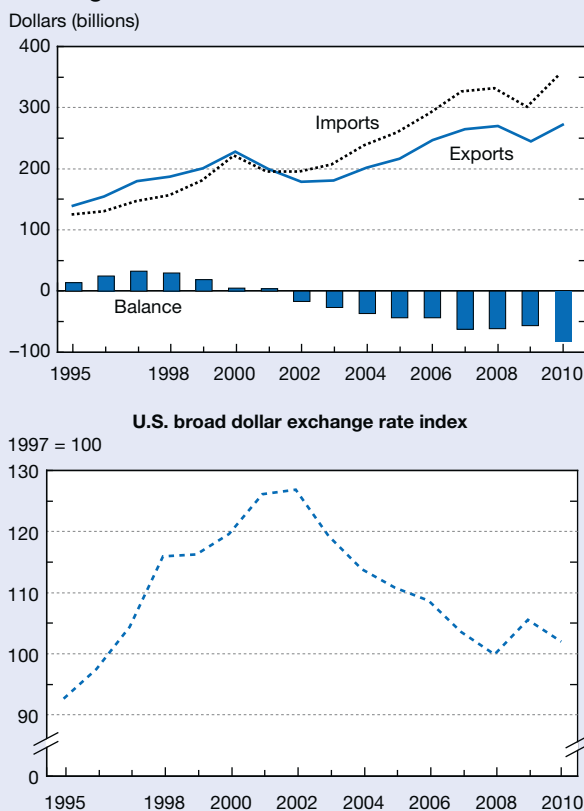 Dollars (billions)
400
300
Imports
200
Exports
100
0
Balance
–100
1995 1998 2000 2002 2004 2006 2008 2010
U.S. broad dollar exchange rate index
1997 = 100
130
120
110
100
90
0
1995 1998 2000 2002 2004 2006 2008 2010